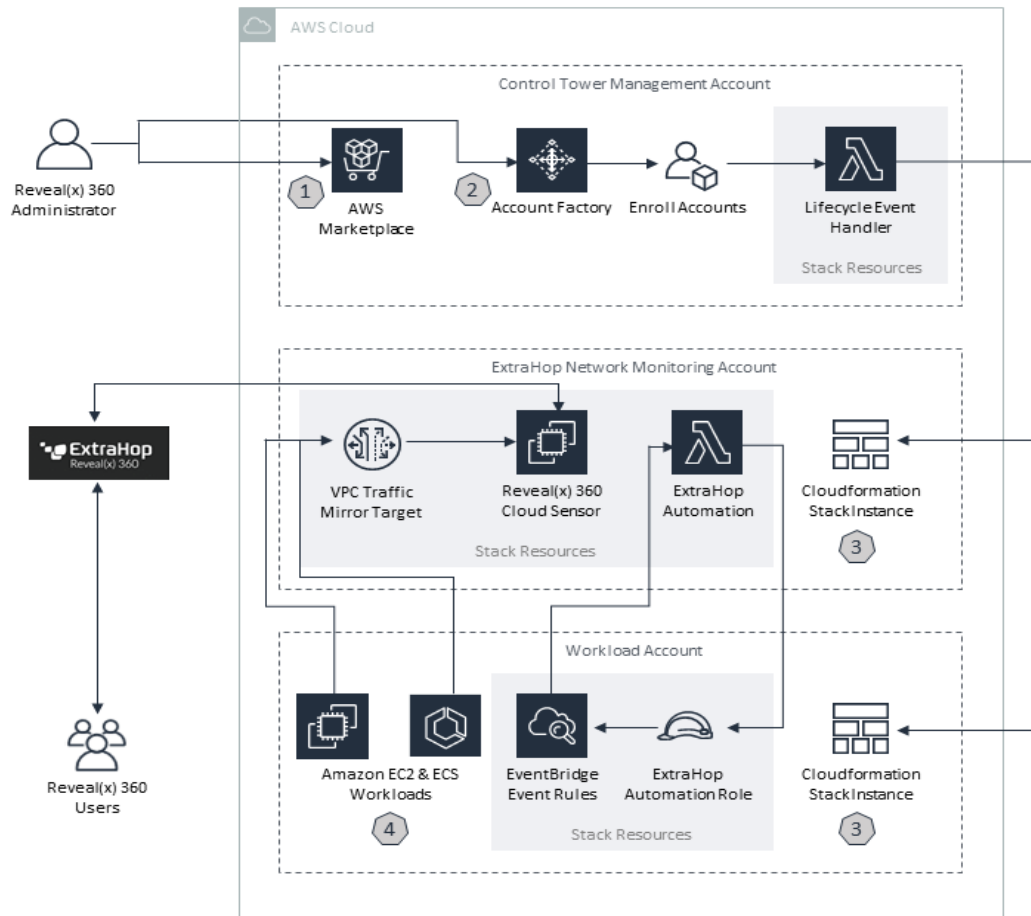 AWS Cloud
Control Tower Management Account
Reveal(x) 360
Administrator
1
AWS
Marketplace
2
Account Factory
Enroll Accounts
Lifecycle Event
Handler
Stack Resources
ExtraHop Network Monitoring Account
ExtraHop
Reveal(x) 360
VPC Traffic
Mirror Target
Reveal(x) 360
Cloud Sensor
ExtraHop
Automation
Cloudformation
StackInstance
3
Stack Resources
Workload Account
Reveal(x) 360
Users
Amazon EC2 & ECS
Workloads
4
EventBridge
Event Rules
ExtraHop
Automation Role
Stack Resources
Cloudformation
StackInstance
3